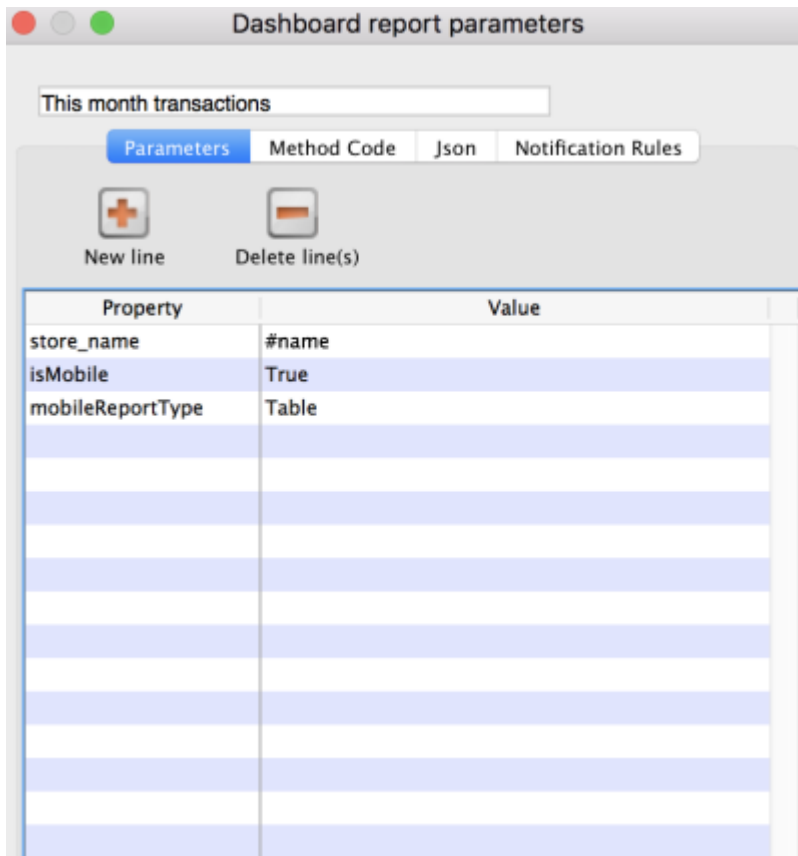 Dashboard report parameters
This month transactions
Parameters Method Code Json Notification Rules
New line Delete line(s)
Property Value
store_name #name
isMobile True
mobileReportType Table